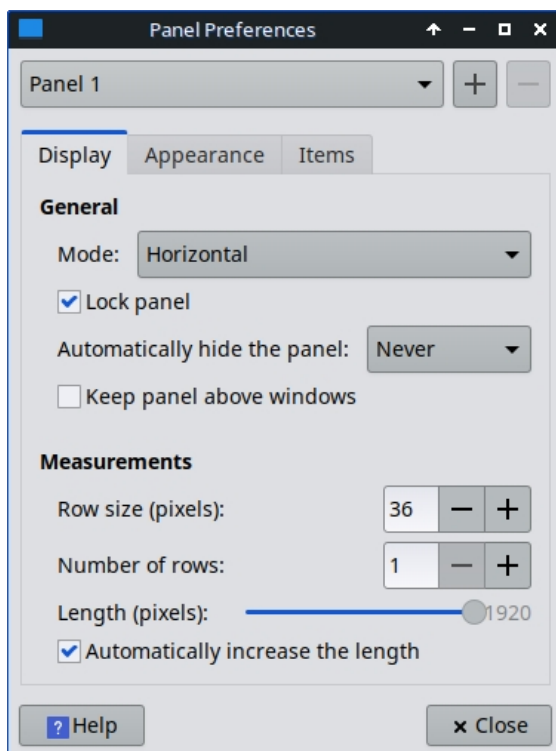 Panel Preferences
Panel 1
Display Appearance Items
General
Mode: Horizontal
Lock panel
Automatically hide the panel: Never
Keep panel above windows
Measurements
Row size (pixels): 36
Number of rows: 1
Length (pixels): 1920
Automatically increase the length
? Help × Close